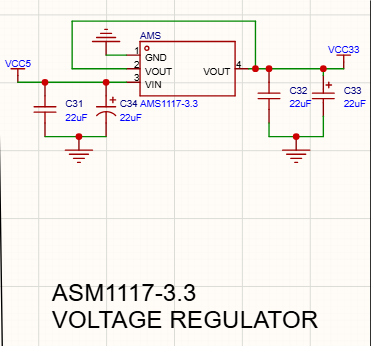 AMS
VCC5
VCC33
1
GND
2
VOUT
VOUT
4
3
VIN
AMS1117-3.3
C31
22uF
+
C34
22uF
C32
22uF
+
C33
22uF
ASM1117-3.3
VOLTAGE REGULATOR